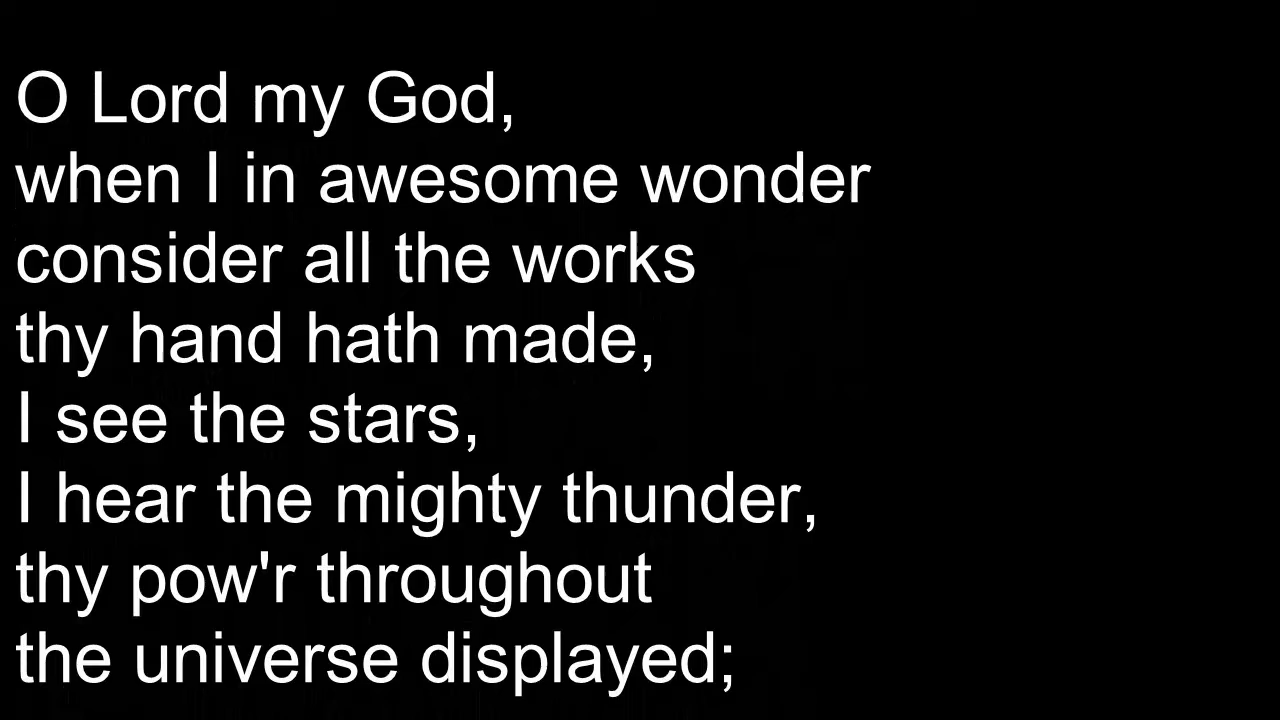 O Lord my God,
when I in awesome wonder
consider all the works
thy hand hath made,
I see the stars,
I hear the mighty thunder,
thy pow'r throughout
the universe displayed;